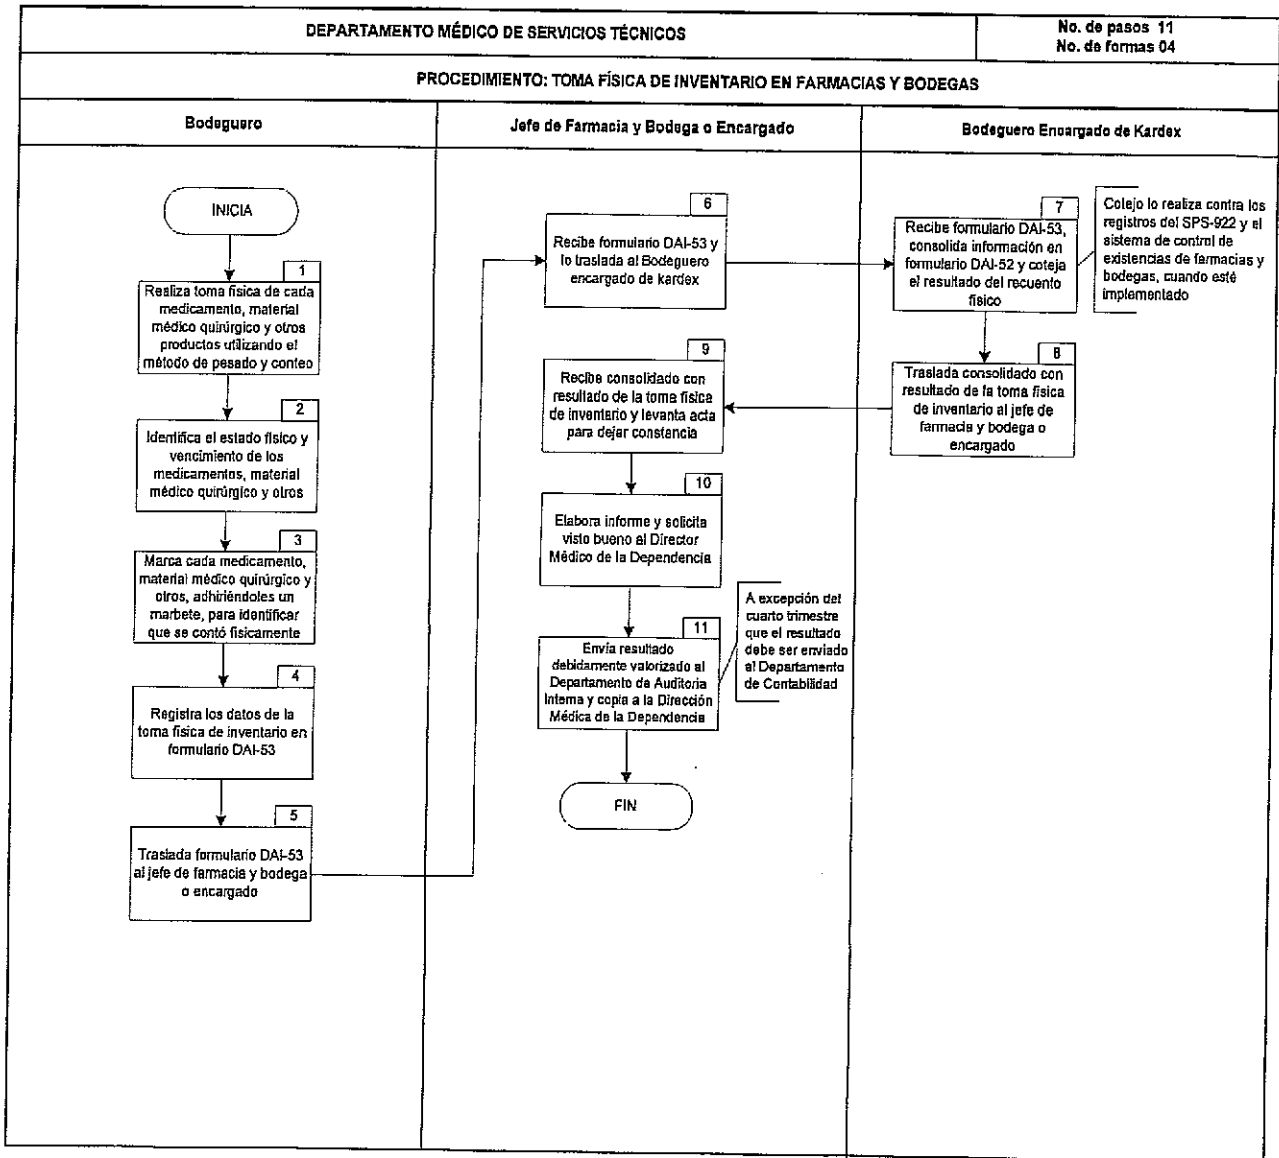 DEPARTAMENTO MÉDICO DE SERVICIOS TÉCNICOS
No. de pasos 11
No. de formas 04
PROCEDIMIENTO: TOMA FÍSICA DE INVENTARIO EN FARMACIAS Y BODEGAS
Bodeguero
Jefe de Farmacia y Bodega o Encargado
Bodeguero Encargado de Kardex
INICIA
1
Realiza toma física de cada
medicamento, material
médico quirúrgico y otros
productos utilizando el
método de pesado y conteo
2
Identifica el estado físico y
vencimiento de los
medicamentos, material
médico quirúrgico y otros
3
Marca cada medicamento,
material médico quirúrgico y
otros, adhiriéndoles un
marbete, para identificar
que se contó físicamente
4
Registra los datos de la
toma física de inventario en
formulario DAI-53
5
Traslada formulario DAI-53
al jefe de farmacia y bodega
o encargado
6
Recibe formulario DAI-53 y
lo traslada al Bodeguero
encargado de kardex
7
Recibe formulario DAI-53,
consolida información en
formulario DAI-52 y coteja
el resultado del recuento
físico
Cotejo lo realiza contra los
registros del SPS-922 y el
sistema de control de
existencias de farmacias y
bodegas, cuando esté
implementado
8
Traslada consolidado con
resultado de la toma física
de inventario al jefe de
farmacia y bodega o
encargado
9
Recibe consolidado con
resultado de la toma física
de inventario y levanta acta
para dejar constancia
10
Elabora informe y solicita
visto bueno al Director
Médico de la Dependencia
11
Envía resultado
debidamente valorizado al
Departamento de Auditoria
Interna y copia a la Dirección
Médica de la Dependencia
A excepción del
cuarto trimestre
que el resultado
debe ser enviado
al Departamento
de Contabilidad
FIN